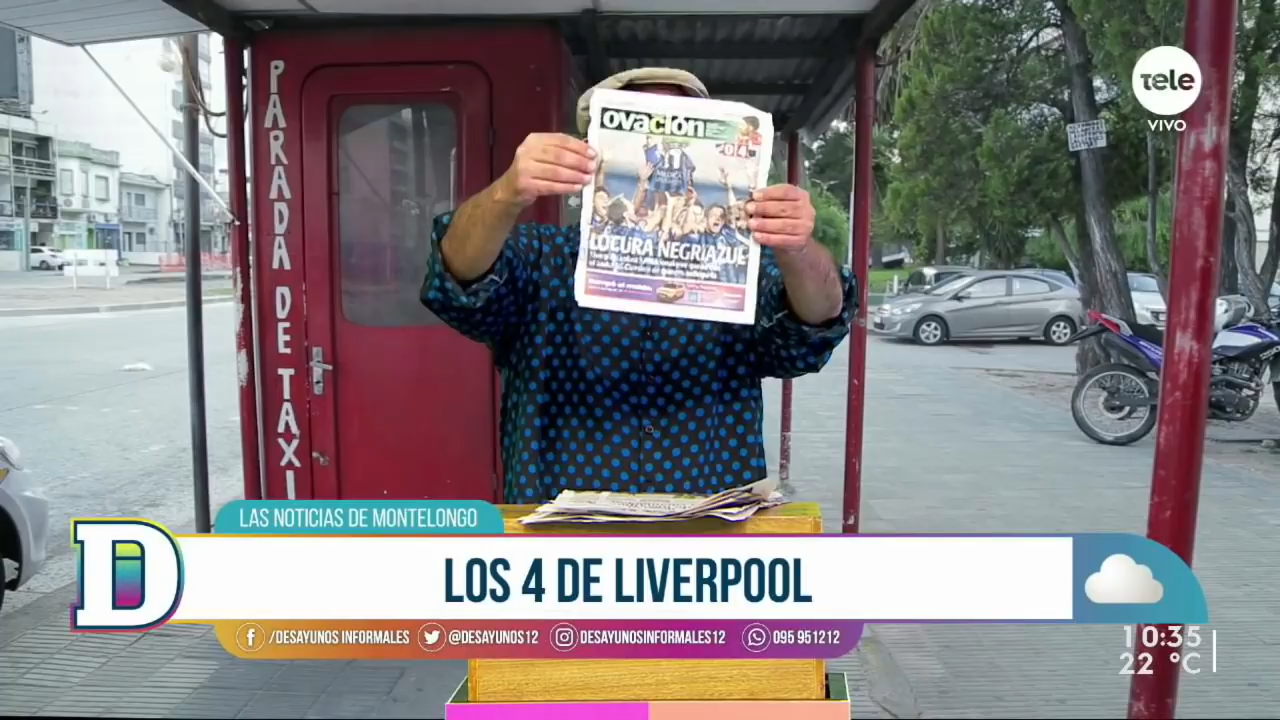 tele
VIVO
PARADA DE TAXI
ovación
LOCURA NEGRIAZUL
LAS NOTICIAS DE MONTELONGO
D
LOS 4 DE LIVERPOOL
/DESAYUNOS INFORMALES
@DESAYUNOS12
DESAYUNOSINFORMALES12
095 951212
10:35
22 °C